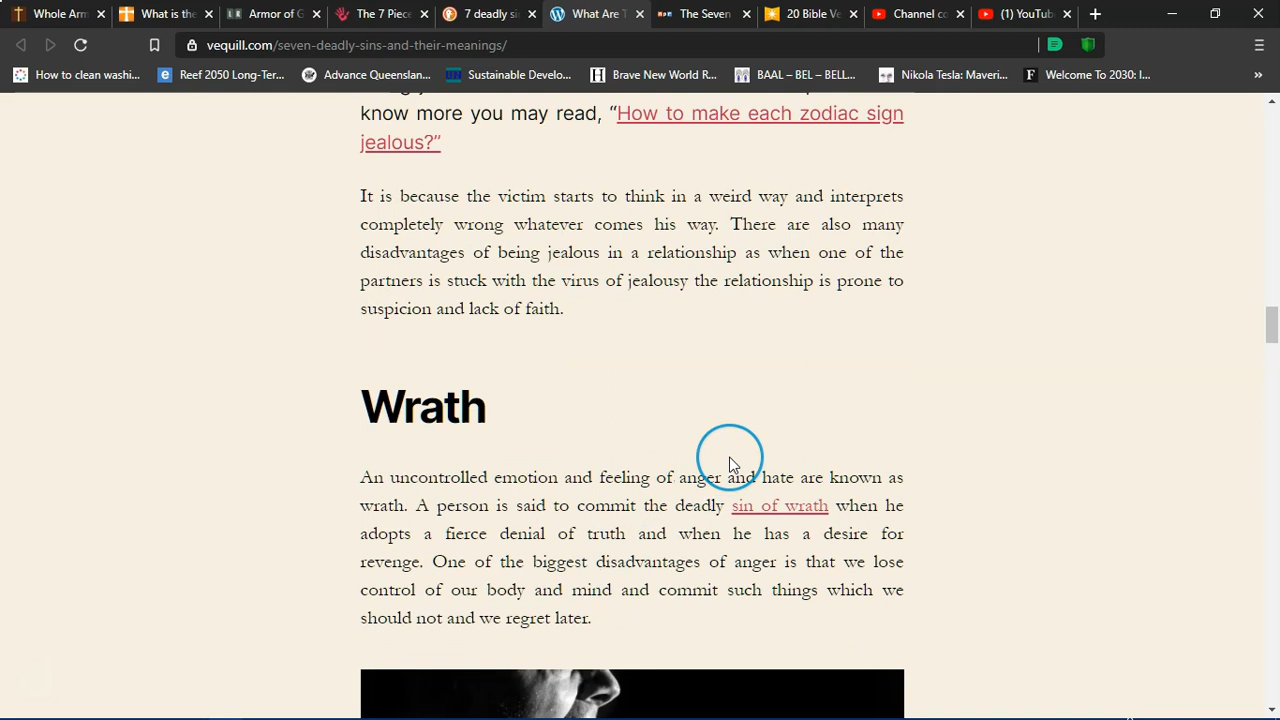 Whole Arm
What is the
Armor of G
The 7 Piece
7 deadly si
What Are T
The Seven
20 Bible Ve
Channel co
(1) YouTube
vequill.com/seven-deadly-sins-and-their-meanings/
How to clean washi...
Reef 2050 Long-Ter...
Advance Queenslan...
Sustainable Develo...
Brave New World R...
BAAL – BEL – BELL...
Nikola Tesla: Maveri...
Welcome To 2030: I...
know more you may read, “How to make each zodiac sign
jealous?”
It is because the victim starts to think in a weird way and interprets
completely wrong whatever comes his way. There are also many
disadvantages of being jealous in a relationship as when one of the
partners is stuck with the virus of jealousy the relationship is prone to
suspicion and lack of faith.
Wrath
An uncontrolled emotion and feeling of anger and hate are known as
wrath. A person is said to commit the deadly sin of wrath when he
adopts a fierce denial of truth and when he has a desire for
revenge. One of the biggest disadvantages of anger is that we lose
control of our body and mind and commit such things which we
should not and we regret later.